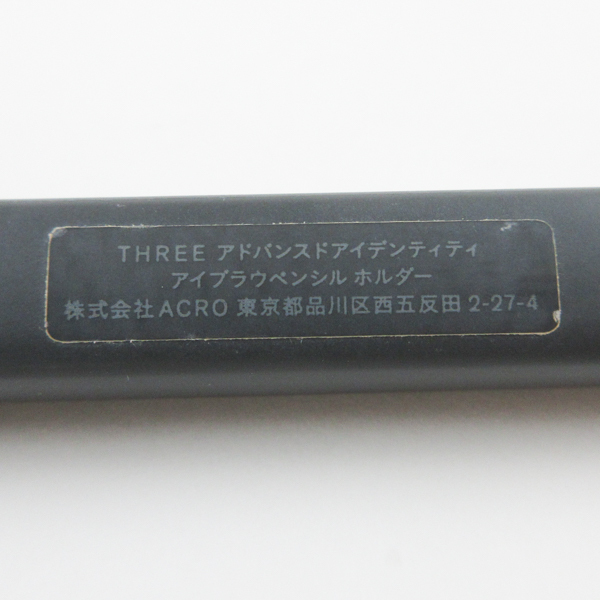 THREE アドバンスドアイデンティティ
アイブラウペンシル ホルダー
株式会社ACRO 東京都品川区西五反田 2-27-4